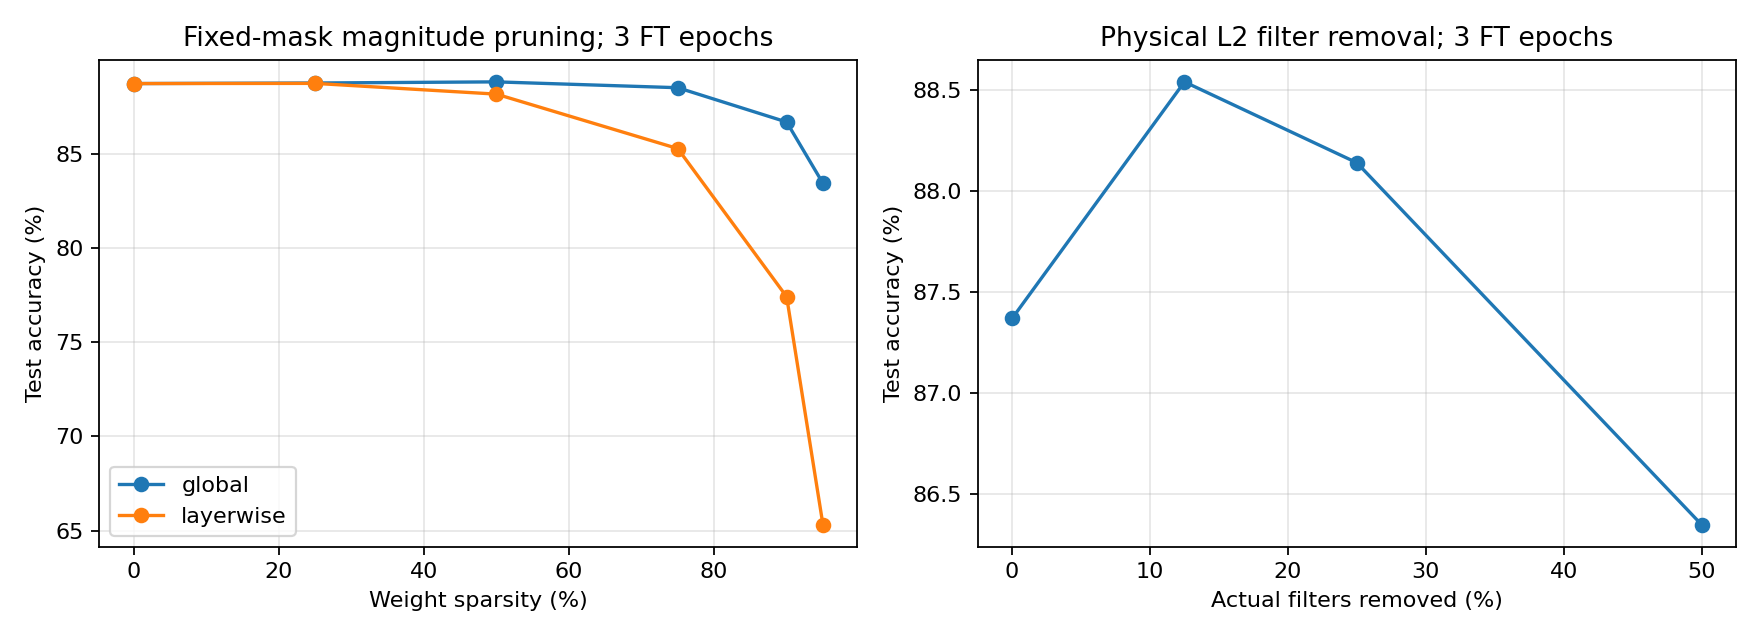 Fixed-mask magnitude pruning; 3 FT epochs
Test accuracy (%)
85
80
75
70
65
global
layerwise
0
20
40
60
80
Weight sparsity (%)
Physical L2 filter removal; 3 FT epochs
Test accuracy (%)
88.5
88.0
87.5
87.0
86.5
0
10
20
30
40
50
Actual filters removed (%)